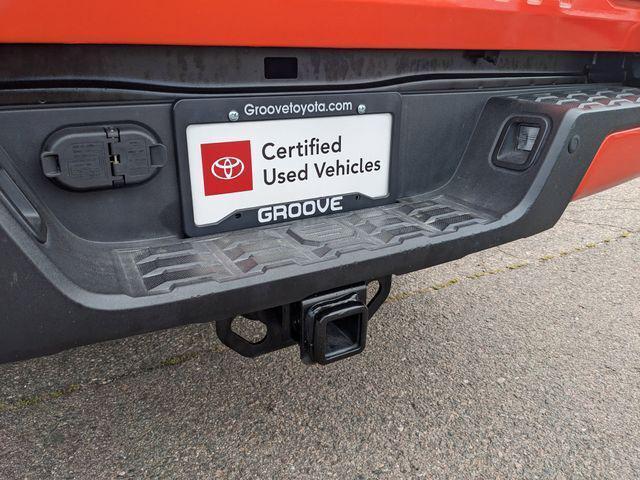 Groovetoyota.com
Certified
Used Vehicles
GROOVE